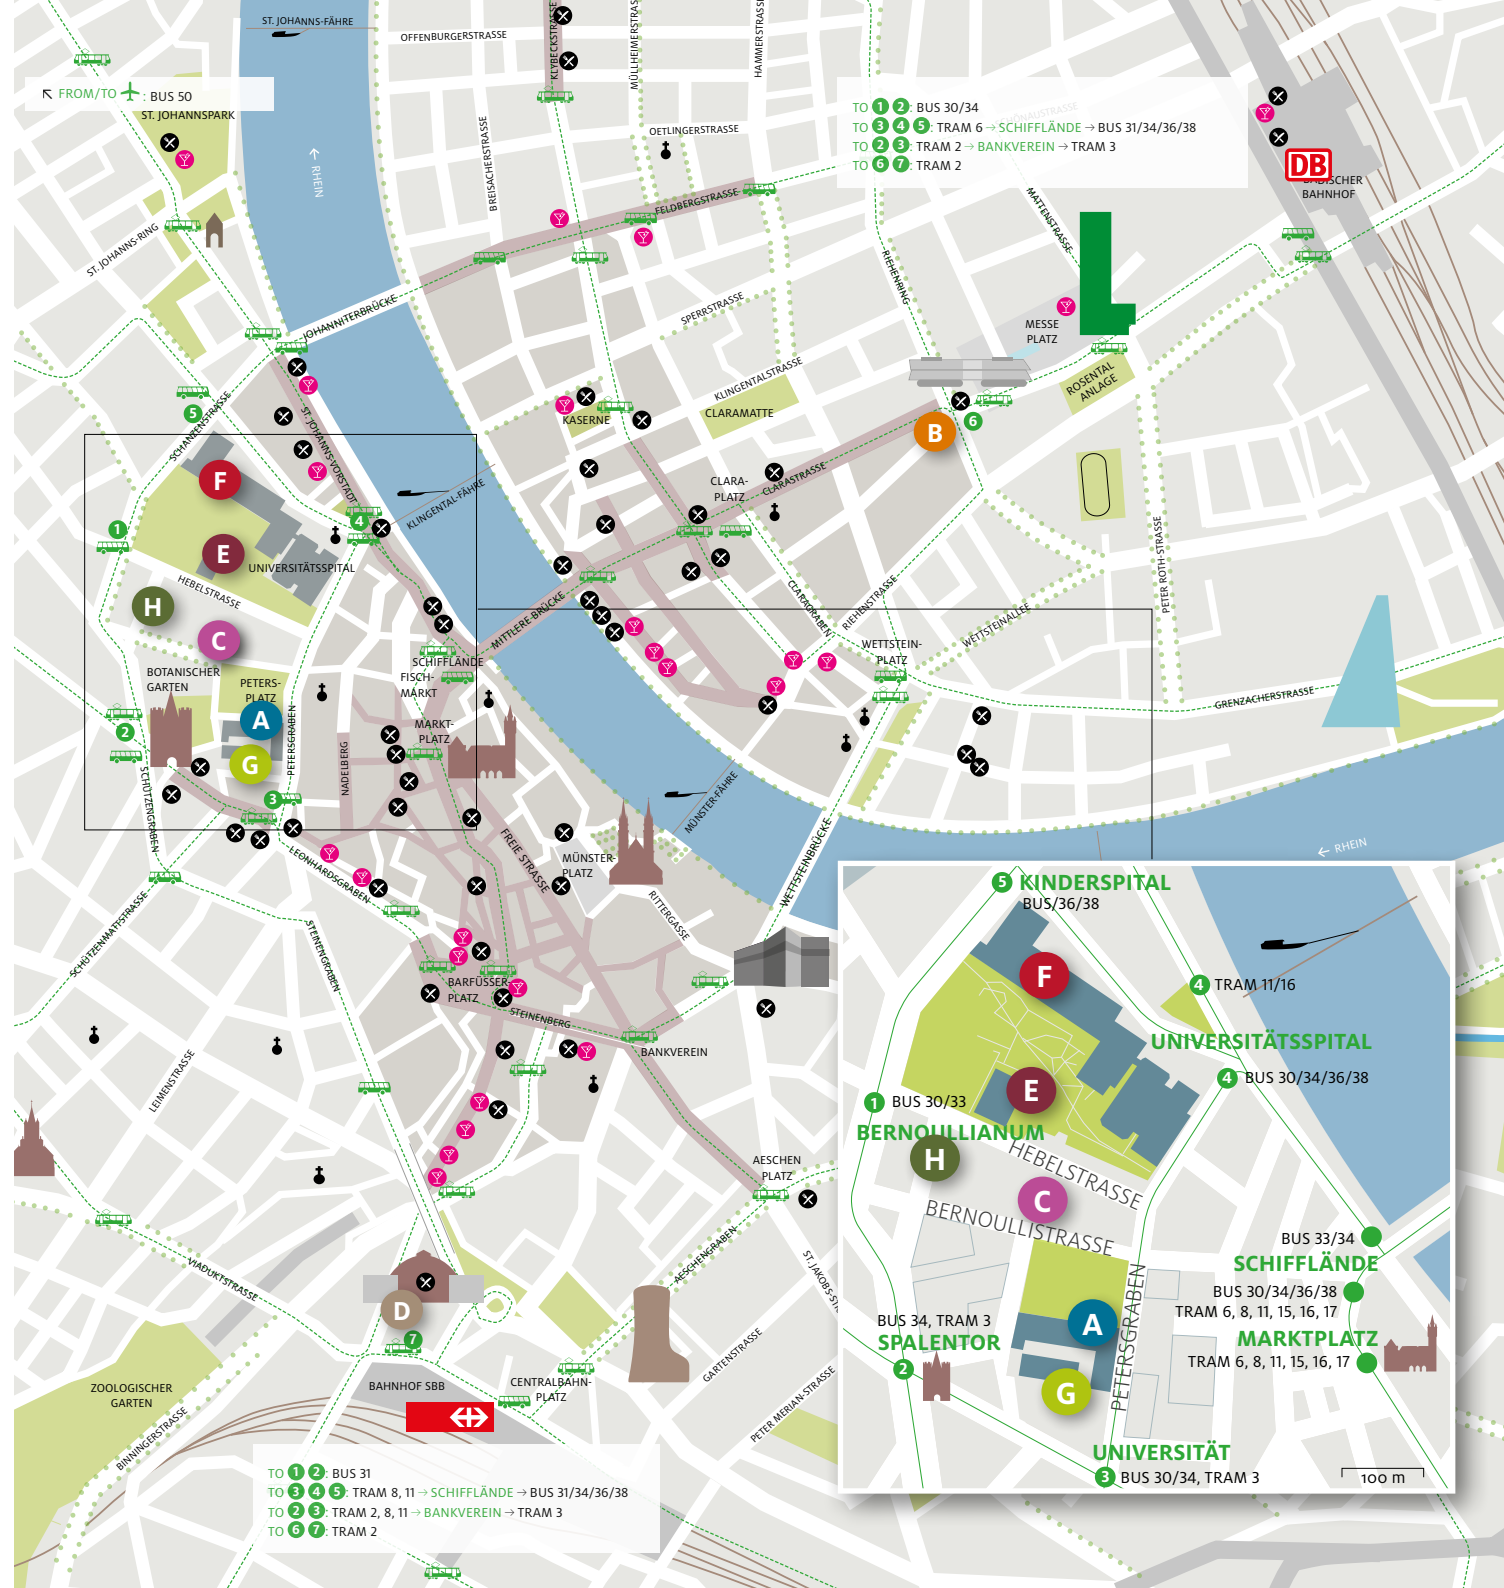 ST. JOHANNS-FÄHRE
OFFENBURGERSTRASSE
KLYBECKSTRASSE
MÜLLHEIMERSTRAS
HAMMERSTRASSE
FROM/TO : BUS 50
ST. JOHANNSPARK
RHEIN
BREISACHERSTRASSE
OETLINGERSTRASSE
TO 1 2: BUS 30/34
TO 3 4 5: TRAM 6 → SCHIFFLÄNDE → BUS 31/34/36/38
TO 2 3: TRAM 2 → BANKVEREIN → TRAM 3
TO 6 7: TRAM 2
DB
BADISCHER
BAHNHOF
FELDBERGSTRASSE
MATTENSTRASSE
ST. JOHANNS-RING
RIEHENRING
JOHANNITERBRÜCKE
SPERRSTRASSE
MESSE
PLATZ
ROSENTAL
ANLAGE
KLINGENTALSTRASSE
CLARAMATTE
KASERNE
5
SCHANZENSTRASSE
ST. JOHANNS-VORSTADT
B
6
F
CLARA-
PLATZ
CLARASTRASSE
KLINGENTAL-FÄHRE
4
1
E
UNIVERSITÄTSSPITAL
HEBELSTRASSE
H
C
PETER ROTH-STRASSE
CLARAGRABEN
RIEHENSTRASSE
WETTSTEINALLEE
MITTLERE BRÜCKE
WETTSTEIN-
PLATZ
SCHIFFLÄNDE
FISCH-
MARKT
BOTANISCHER
GARTEN
PETERS-
PLATZ
GRENZACHERSTRASSE
A
2
MARKT-
PLATZ
G
PETERSGRABEN
NADELBERG
SCHÜTZENGRABEN
3
MÜNSTER-FÄHRE
FREIE STRASSE
MÜNSTER-
PLATZ
LEONHARDSGRABEN
WETTSTEINBRÜCKE
RHEIN
RITTERGASSE
SCHÜTZENMATTSTRASSE
STEINENGRABEN
BARFÜSSER-
PLATZ
STEINENBERG
BANKVEREIN
LEIMENSTRASSE
AESCHEN
PLATZ
AESCHENGRABEN
ST. JAKOBS-STR
VIADUKTSTRASSE
D
7
GARTENSTRASSE
ZOOLOGISCHER
GARTEN
BAHNHOF SBB
CENTRALBAHN-
PLATZ
PETER MERIAN-STRASSE
BINNINGERSTRASSE
TO 1 2: BUS 31
TO 3 4 5: TRAM 8, 11 → SCHIFFLÄNDE → BUS 31/34/36/38
TO 2 3: TRAM 2, 8, 11 → BANKVEREIN → TRAM 3
TO 6 7: TRAM 2
5 KINDERSPITAL
BUS/36/38
F
4 TRAM 11/16
UNIVERSITÄTSSPITAL
4 BUS 30/34/36/38
E
1 BUS 30/33
BERNOULLIANUM
H
HEBELSTRASSE
C
BERNOULLISTRASSE
BUS 33/34
SCHIFFLÄNDE
BUS 30/34/36/38
TRAM 6, 8, 11, 15, 16, 17
MARKTPLATZ
TRAM 6, 8, 11, 15, 16, 17
BUS 34, TRAM 3
SPALENTOR
2
A
PETERSGRABEN
G
UNIVERSITÄT
3 BUS 30/34, TRAM 3
100 m